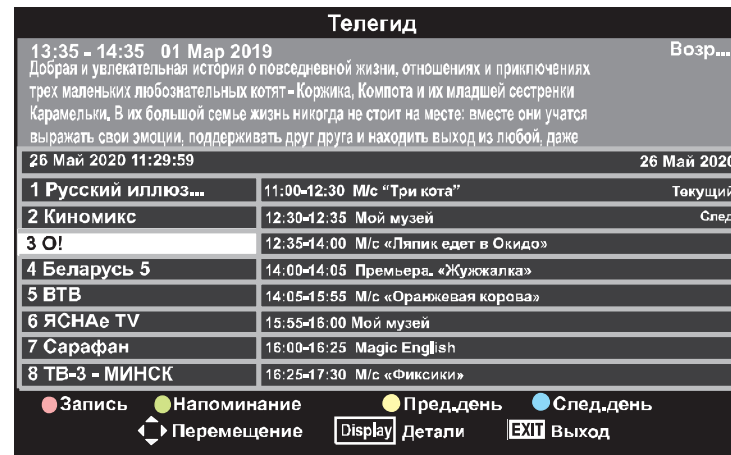 Телегид
13:35 - 14:35 01 Мар 2019 Возр...
Добрая и увлекательная история о повседневной жизни, отношениях и приключениях
трех маленьких любознательных котят - Коржика, Компота и их младшей сестренки
Карамельки. В их большой семье жизнь никогда не стоит на месте: вместе они учатся
выражать свои эмоции, поддерживать друг друга и находить выход из любой, даже
26 Май 2020 11:29:59 26 Май 2020
1 Русский иллюз... 11:00-12:30 М/с “Три кота” Текущий
2 Киномикс 12:30-12:35 Мой музей След
3 О! 12:35-14:00 М/с «Ляпик едет в Окидо»
4 Беларусь 5 14:00-14:05 Премьера. «Жужжалка»
5 ВТВ 14:05-15:55 М/с «Оранжевая корова»
6 ЯСНАе TV 15:55-16:00 Мой музей
7 Сарафан 16:00-16:25 Magic English
8 ТВ-3 - МИНСК 16:25-17:30 М/с «Фиксики»
Запись Напоминание Пред.день След.день
Перемещение Display Детали EXIT Выход